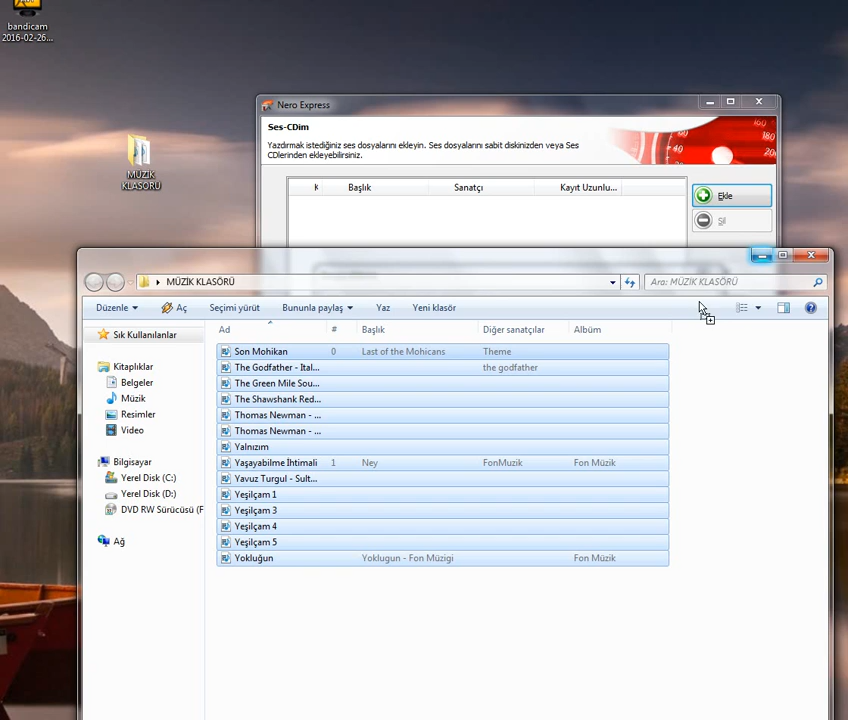 bandicam
2016-02-26...
MÜZİK
KLASÖRÜ
Nero Express
Ses-CDim
Yazdırmak istediğiniz ses dosyalarını ekleyin. Ses dosyalarını sabit diskinizden veya Ses
CDlerinden ekleyebilirsiniz.
K Başlık Sanatçı Kayıt Uzunlu...
Ekle
Sil
MÜZİK KLASÖRÜ
Ara: MÜZİK KLASÖRÜ
Düzenle Aç Seçimi yürüt Bununla paylaş Yaz Yeni klasör
Sık Kullanılanlar
Kitaplıklar
Belgeler
Müzik
Resimler
Video
Bilgisayar
Yerel Disk (C:)
Yerel Disk (D:)
DVD RW Sürücüsü (F
Ağ
Ad # Başlık Diğer sanatçılar Albüm
Son Mohikan 0 Last of the Mohicans Theme
The Godfather - Ital... the godfather
The Green Mile Sou...
The Shawshank Red...
Thomas Newman - ...
Thomas Newman - ...
Yalnızım
Yaşayabilme İhtimali 1 Ney FonMuzik Fon Müzik
Yavuz Turgul - Sult...
Yeşilçam 1
Yeşilçam 3
Yeşilçam 4
Yeşilçam 5
Yokluğun Yoklugun - Fon Müzigi Fon Müzik